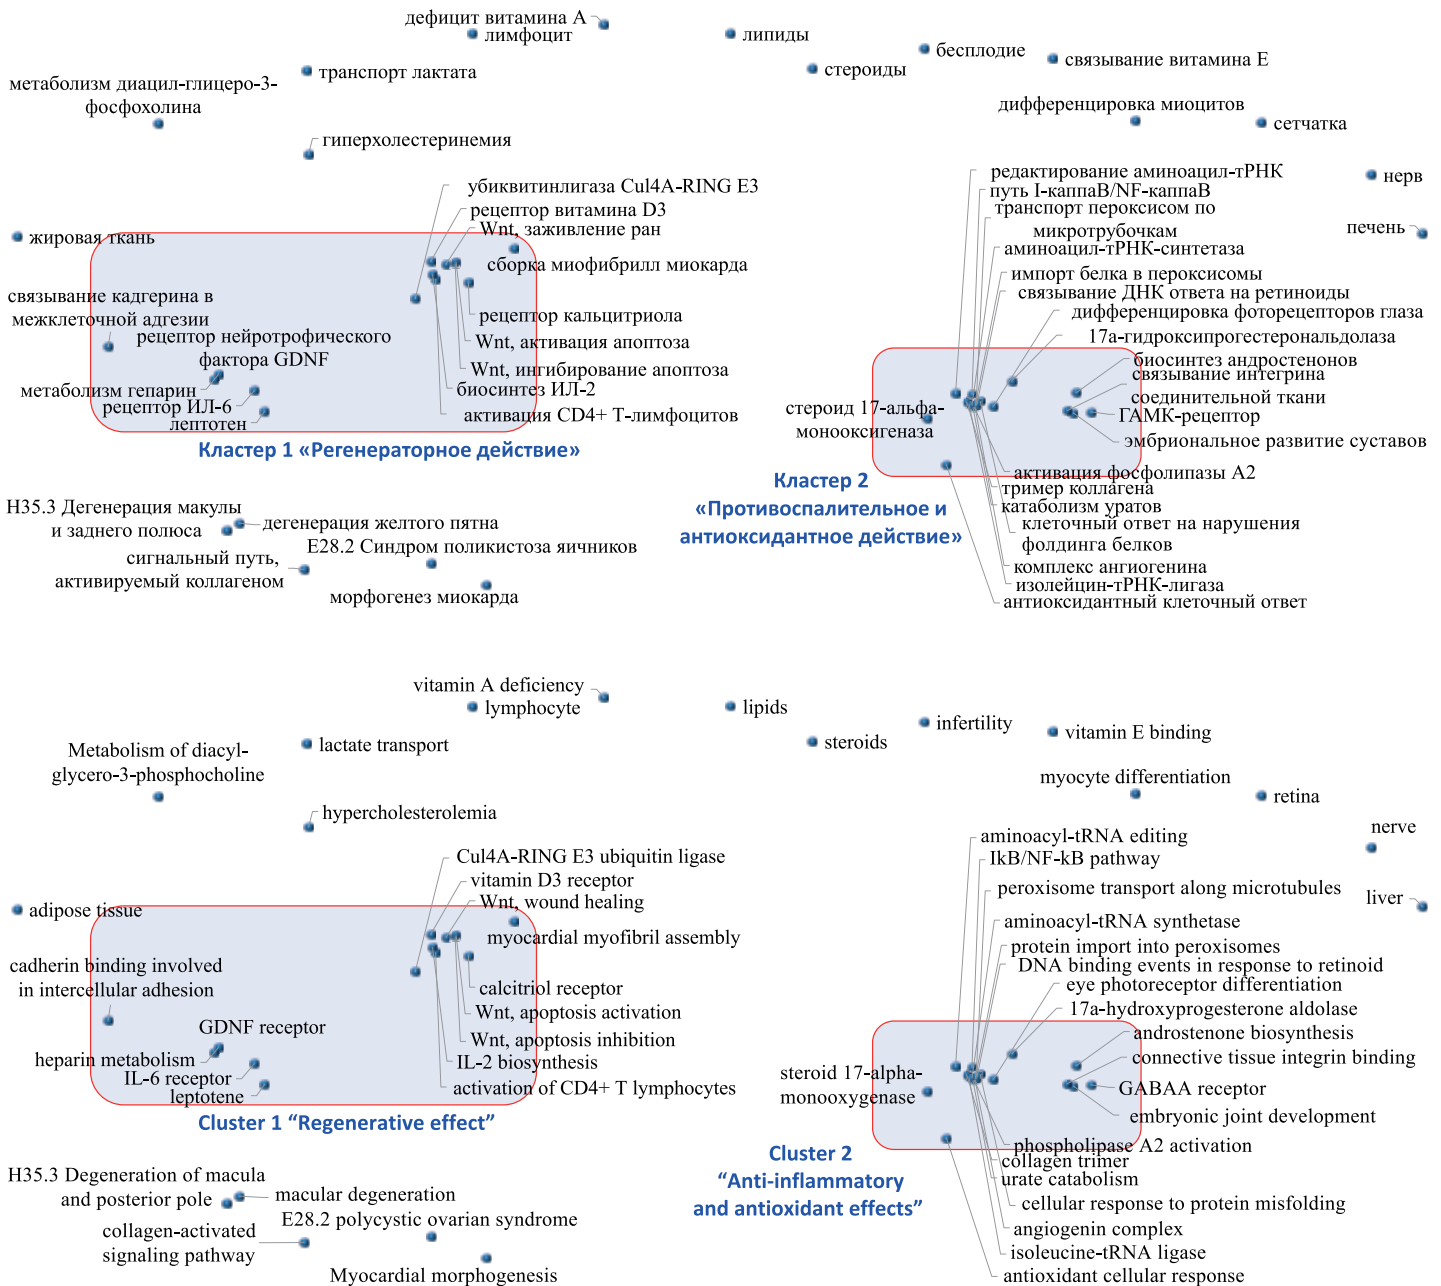 дефицит витамина А
лимфоцит
липиды
бесплодие
стероиды
связывание витамина Е
транспорт лактата
метаболизм диацил-глицеро-3-
фосфохолина
дифференцировка миоцитов
сетчатка
гиперхолестеринемия
нерв
печень
жировая ткань
убиквитинлигаза Cul4A-RING E3
рецептор витамина D3
Wnt, заживление ран
сборка миофибрилл миокарда
связывание кадгерина в
межклеточной адгезии
рецептор нейротрофического
фактора GDNF
метаболизм гепарин
рецептор ИЛ-6
лептотен
рецептор кальцитриола
Wnt, активация апоптоза
Wnt, ингибирование апоптоза
биосинтез ИЛ-2
активация CD4+ Т-лимфоцитов
Кластер 1 «Регенераторное действие»
редактирование аминоацил-тРНК
путь I-каппаВ/NF-каппаВ
транспорт пероксисом по
микротрубочкам
аминоацил-тРНК-синтетаза
импорт белка в пероксисомы
связывание ДНК ответа на ретиноиды
дифференцировка фоторецепторов глаза
17а-гидроксипрогестерональдолаза
биосинтез андростенонов
связывание интегрина
соединительной ткани
ГАМК-рецептор
эмбриональное развитие суставов
стероид 17-альфа-
монооксигеназа
активация фосфолипазы А2
тример коллагена
катаболизм уратов
клеточный ответ на нарушения
фолдинга белков
комплекс ангиогенина
изолейцин-тРНК-лигаза
антиоксидантный клеточный ответ
Кластер 2
«Противоспалительное и
антиоксидантное действие»
Н35.3 Дегенерация макулы
и заднего полюса
дегенерация желтого пятна
Е28.2 Синдром поликистоза яичников
сигнальный путь,
активируемый коллагеном
морфогенез миокарда
vitamin A deficiency
lymphocyte
lipids
infertility
steroids
vitamin E binding
lactate transport
Metabolism of diacyl-
glycero-3-phosphocholine
myocyte differentiation
retina
hypercholesterolemia
nerve
liver
adipose tissue
Cul4A-RING E3 ubiquitin ligase
vitamin D3 receptor
Wnt, wound healing
myocardial myofibril assembly
cadherin binding involved
in intercellular adhesion
GDNF receptor
heparin metabolism
IL-6 receptor
leptotene
calcitriol receptor
Wnt, apoptosis activation
Wnt, apoptosis inhibition
IL-2 biosynthesis
activation of CD4+ T lymphocytes
Cluster 1 “Regenerative effect”
aminoacyl-tRNA editing
IkB/NF-kB pathway
peroxisome transport along microtubules
aminoacyl-tRNA synthetase
protein import into peroxisomes
DNA binding events in response to retinoid
eye photoreceptor differentiation
17a-hydroxyprogesterone aldolase
androstenone biosynthesis
connective tissue integrin binding
GABAA receptor
embryonic joint development
steroid 17-alpha-
monooxygenase
phospholipase A2 activation
collagen trimer
urate catabolism
cellular response to protein misfolding
angiogenin complex
isoleucine-tRNA ligase
antioxidant cellular response
Cluster 2
“Anti-inflammatory
and antioxidant effects”
H35.3 Degeneration of macula
and posterior pole
macular degeneration
E28.2 polycystic ovarian syndrome
collagen-activated
signaling pathway
Myocardial morphogenesis